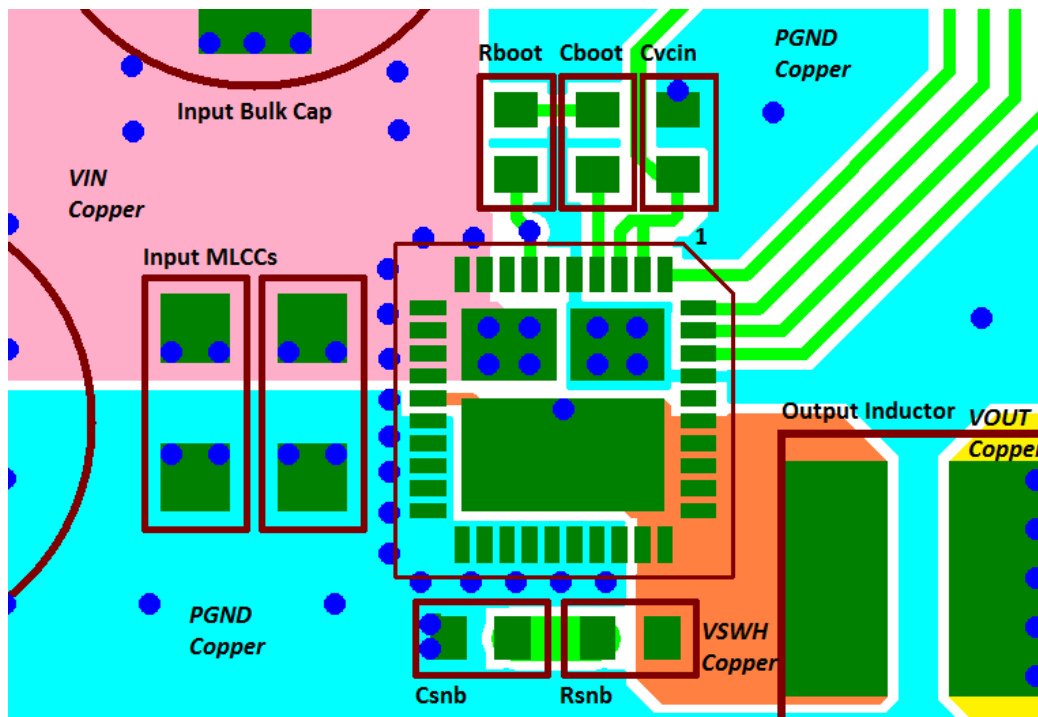 PGND
Copper
Rboot
Cboot
Cvcin
Input Bulk Cap
VIN
Copper
1
Input MLCCs
Output Inductor
VOUT
Copper
PGND
Copper
VSWH
Copper
Csnb
Rsnb